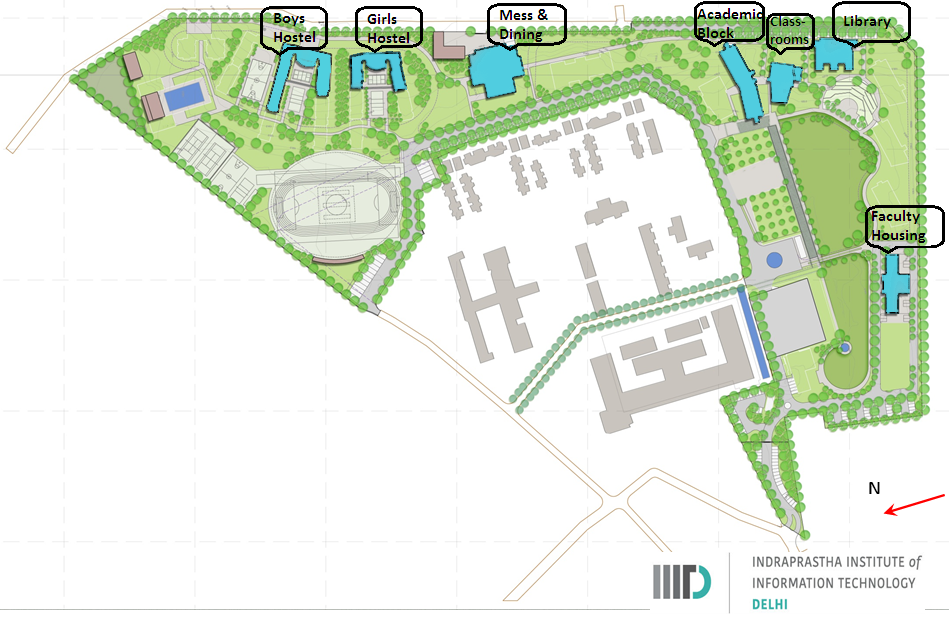 Boys
Hostel
Girls
Hostel
Mess &
Dining
Academic
Block
Class-
rooms
Library
Faculty
Housing
N
INDRAPRASTHA INSTITUTE of
INFORMATION TECHNOLOGY
DELHI